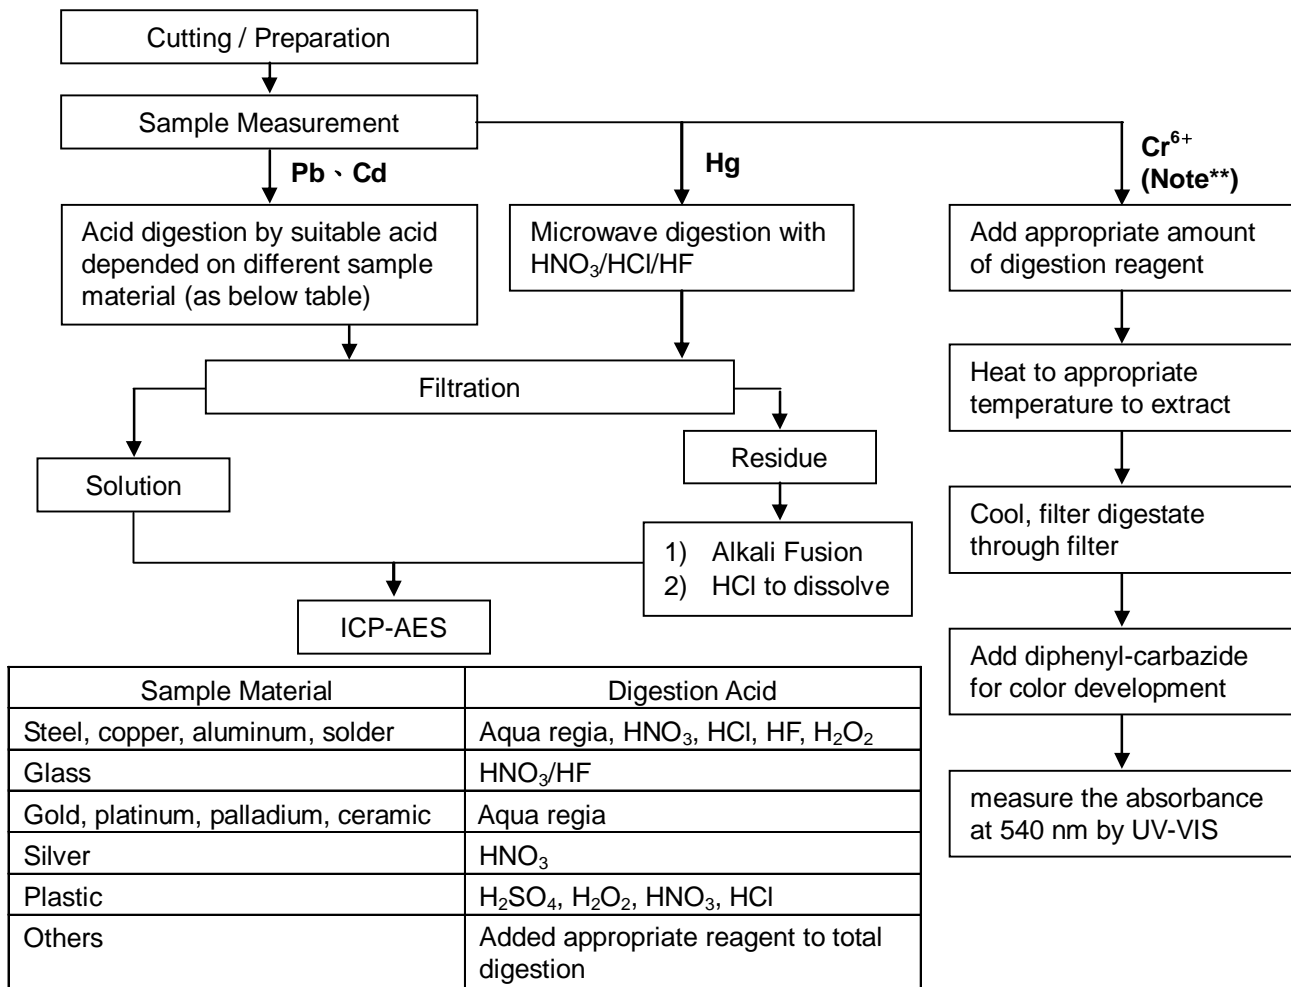 Cutting / Preparation
Sample Measurement
Pb、Cd
Hg
Cr⁶⁺
(Note**)
Acid digestion by suitable acid
depended on different sample
material (as below table)
Microwave digestion with
HNO₃/HCl/HF
Add appropriate amount
of digestion reagent
Filtration
Heat to appropriate
temperature to extract
Solution
Residue
Cool, filter digestate
through filter
1) Alkali Fusion
2) HCl to dissolve
ICP-AES
Add diphenyl-carbazide
for color development
measure the absorbance
at 540 nm by UV-VIS
Sample Material Digestion Acid
Steel, copper, aluminum, solder Aqua regia, HNO₃, HCl, HF, H₂O₂
Glass HNO₃/HF
Gold, platinum, palladium, ceramic Aqua regia
Silver HNO₃
Plastic H₂SO₄, H₂O₂, HNO₃, HCl
Others Added appropriate reagent to total
digestion